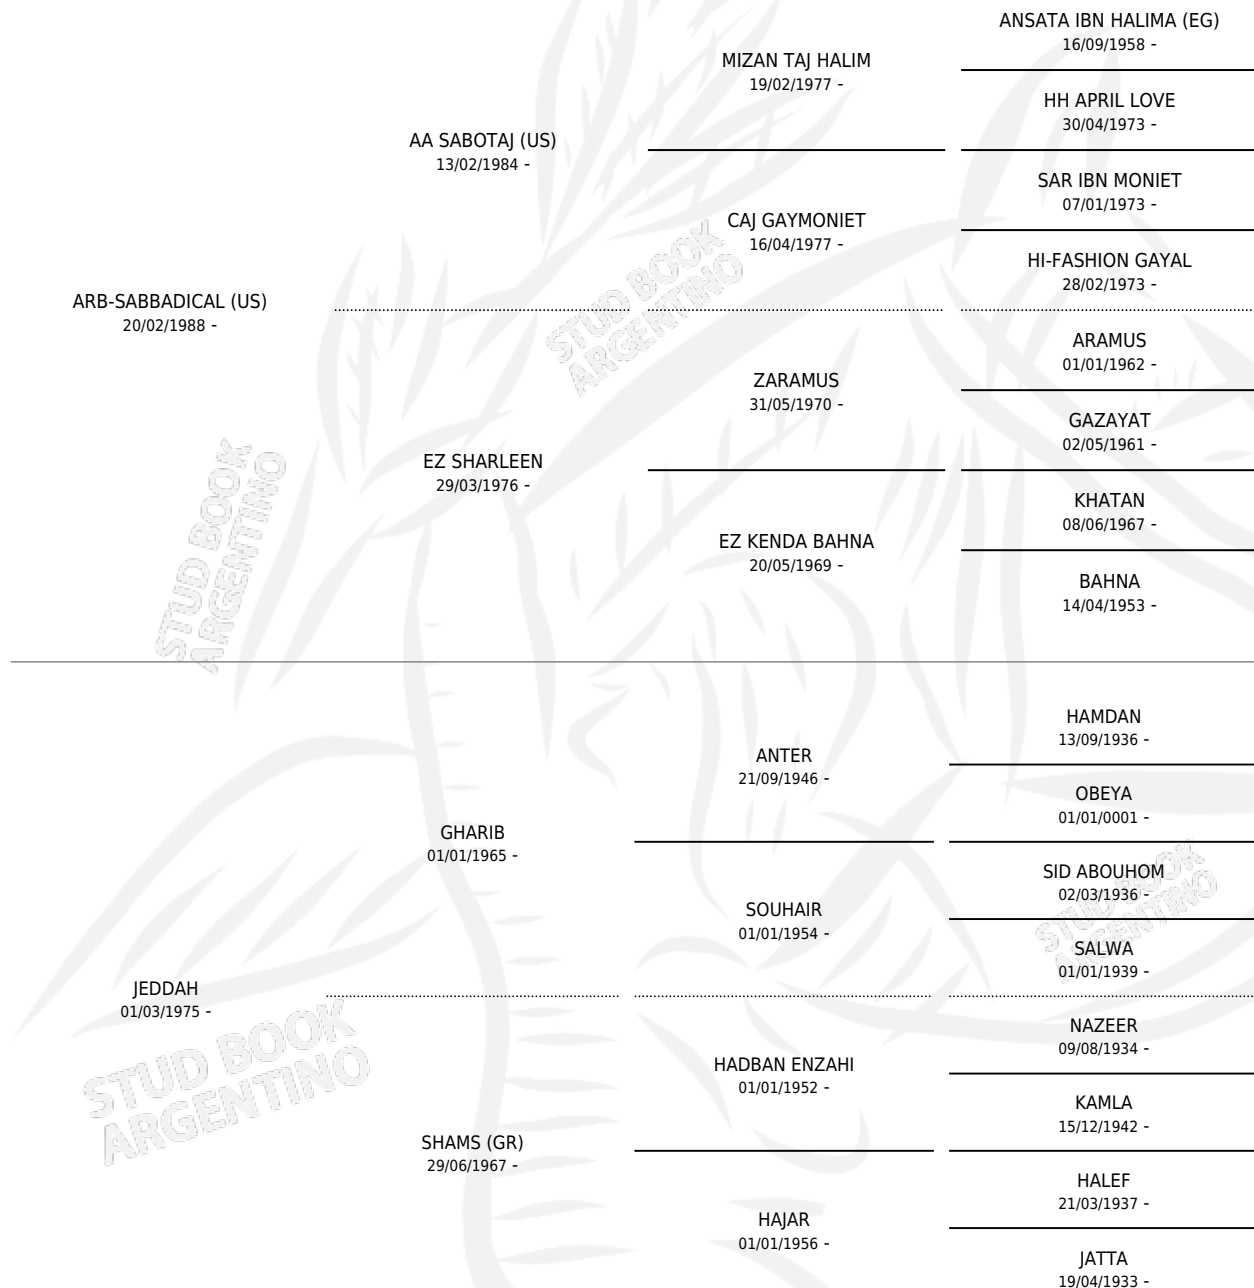 ANSATA IBN HALIMA (EG)
16/09/1958 -
MIZAN TAJ HALIM
19/02/1977 -
HH APRIL LOVE
30/04/1973 -
AA SABOTAJ (US)
13/02/1984 -
SAR IBN MONIET
07/01/1973 -
CAJ GAYMONIET
16/04/1977 -
HI-FASHION GAYAL
28/02/1973 -
ARB-SABBADICAL (US)
20/02/1988 -
STUD BOOK
ARGENTINO
ARAMUS
01/01/1962 -
ZARAMUS
31/05/1970 -
GAZAYAT
02/05/1961 -
EZ SHARLEEN
29/03/1976 -
KHATAN
08/06/1967 -
EZ KENDA BAHNA
20/05/1969 -
BAHNA
14/04/1953 -
STUD BOOK
ARGENTINO
HAMDAN
13/09/1936 -
ANTER
21/09/1946 -
OBEYA
01/01/0001 -
GHARIB
01/01/1965 -
SID ABOUHOM
02/03/1936 -
SOUHAIR
01/01/1954 -
SALWA
01/01/1939 -
STUD BOOK
ARGENTINO
JEDDAH
01/03/1975 -
NAZEER
09/08/1934 -
HADBAN ENZAHI
01/01/1952 -
KAMLA
15/12/1942 -
STUD BOOK
ARGENTINO
SHAMS (GR)
29/06/1967 -
HALEF
21/03/1937 -
HAJAR
01/01/1956 -
JATTA
19/04/1933 -